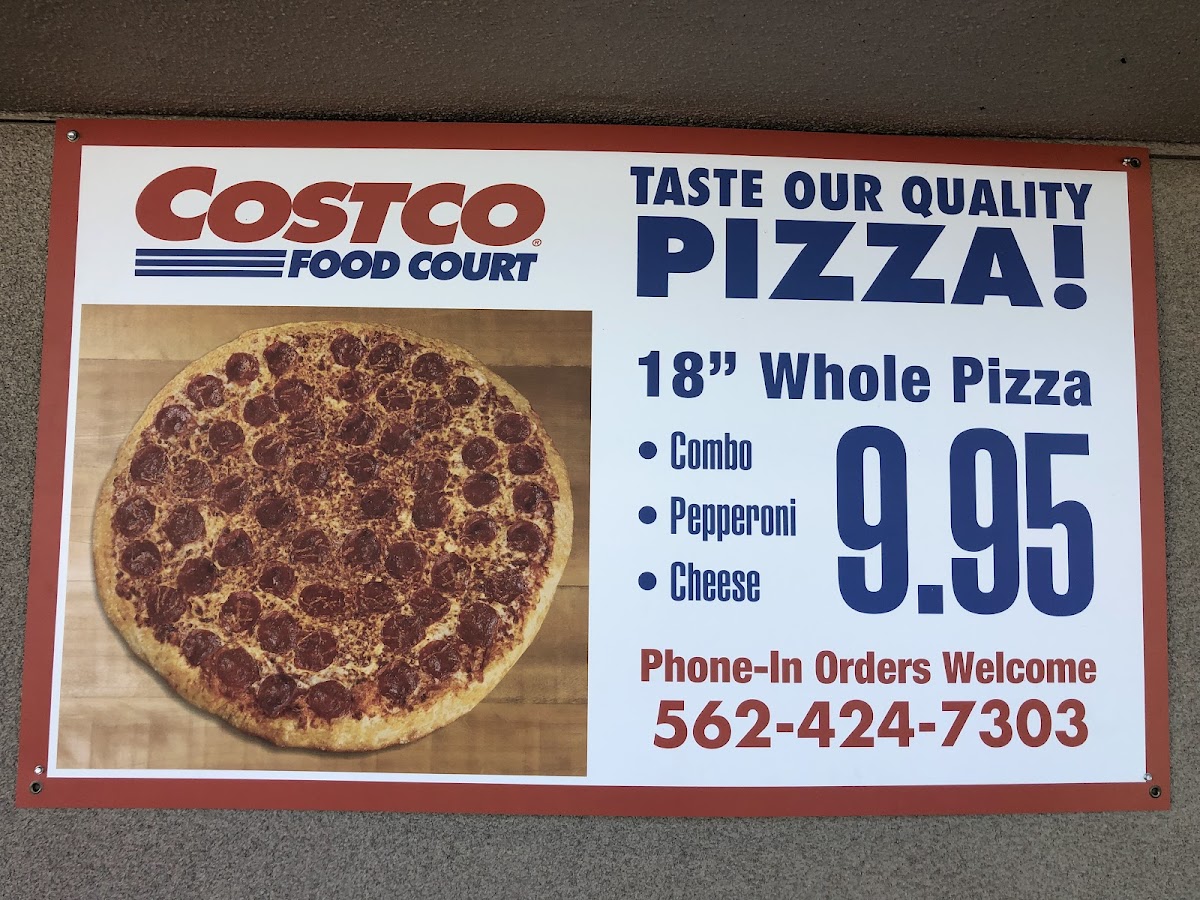 COSTCO®
FOOD COURT
TASTE OUR QUALITY
PIZZA!
18” Whole Pizza
• Combo
• Pepperoni
• Cheese
9.95
Phone-In Orders Welcome
562-424-7303